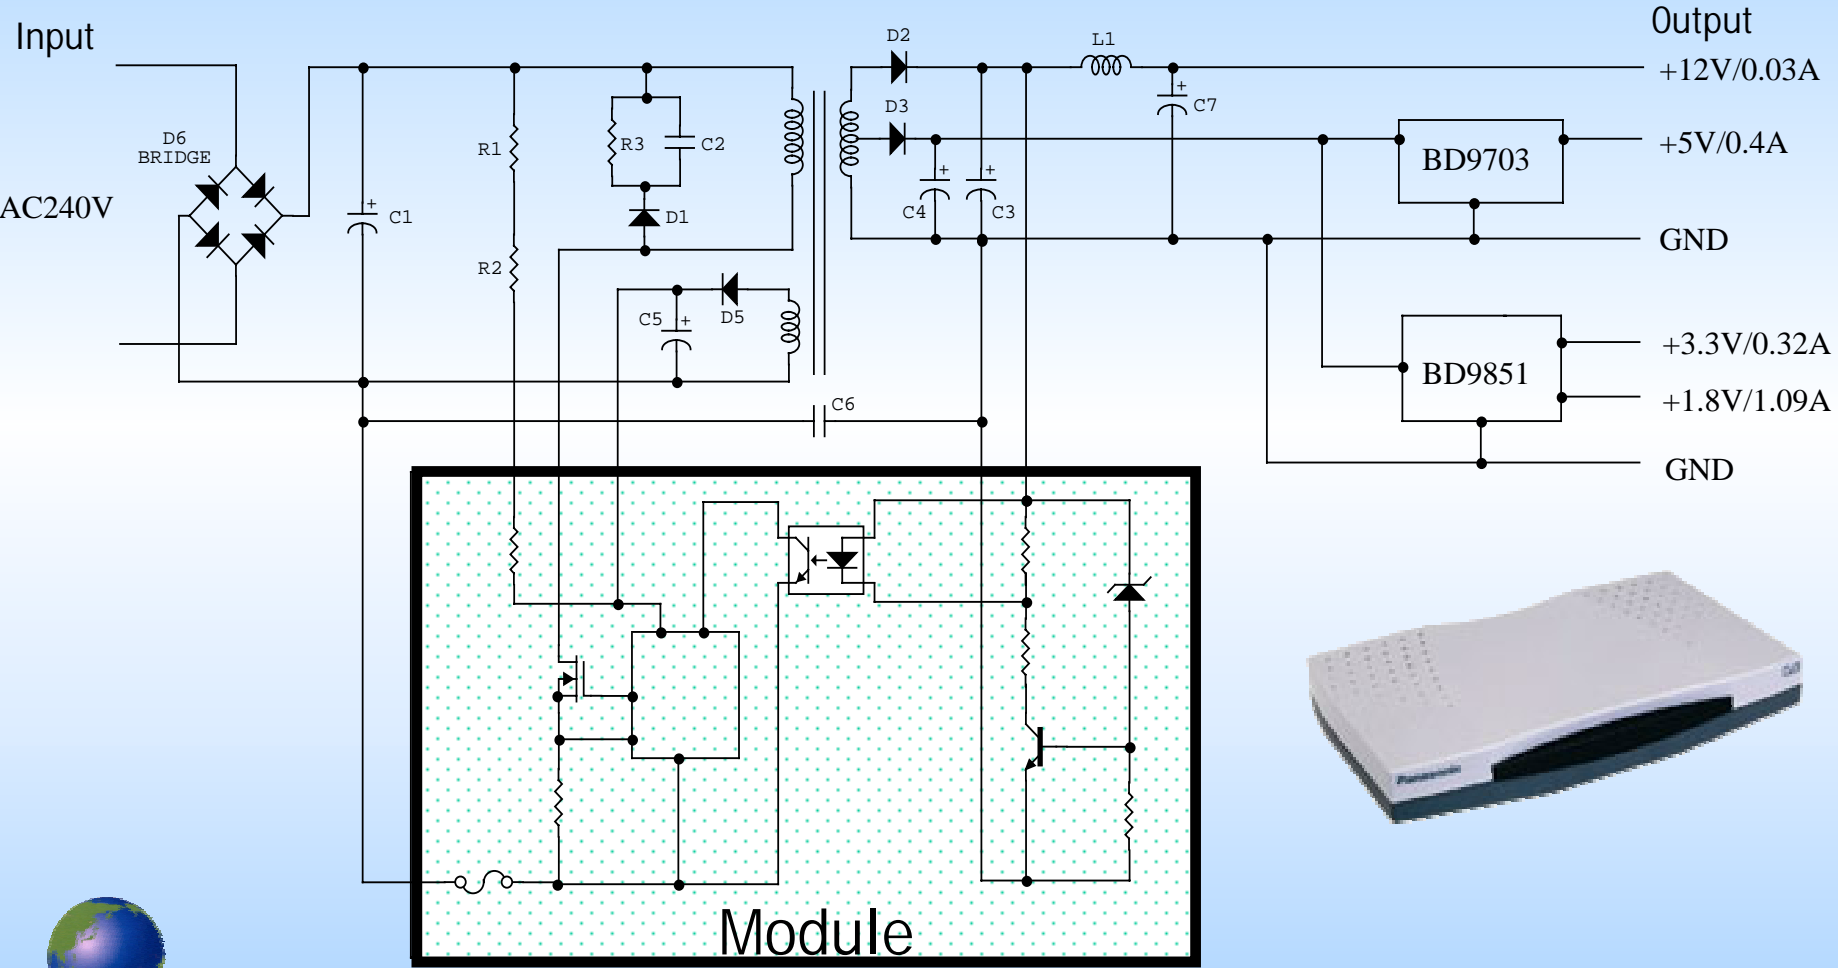 Input
Output
D2
L1
+12V/0.03A
D3
C7
D6
BRIDGE
R1
R3
C2
BD9703
+5V/0.4A
AC240V
C1
D1
C4
C3
GND
R2
C5
D5
+
+
+
+
+
+3.3V/0.32A
BD9851
+1.8V/1.09A
C6
GND
Panasonic
Module